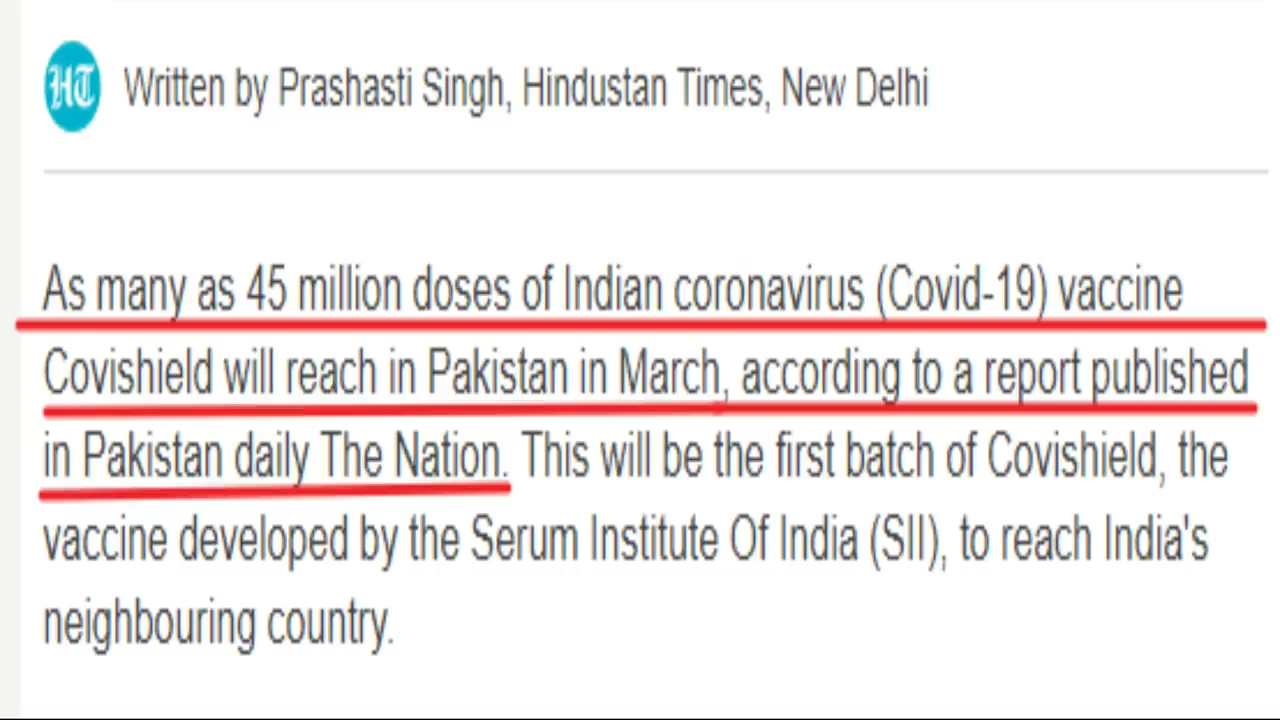 HT Written by Prashasti Singh, Hindustan Times, New Delhi
As many as 45 million doses of Indian coronavirus (Covid-19) vaccine
Covishield will reach in Pakistan in March, according to a report published
in Pakistan daily The Nation. This will be the first batch of Covishield, the
vaccine developed by the Serum Institute Of India (SII), to reach India's
neighbouring country.